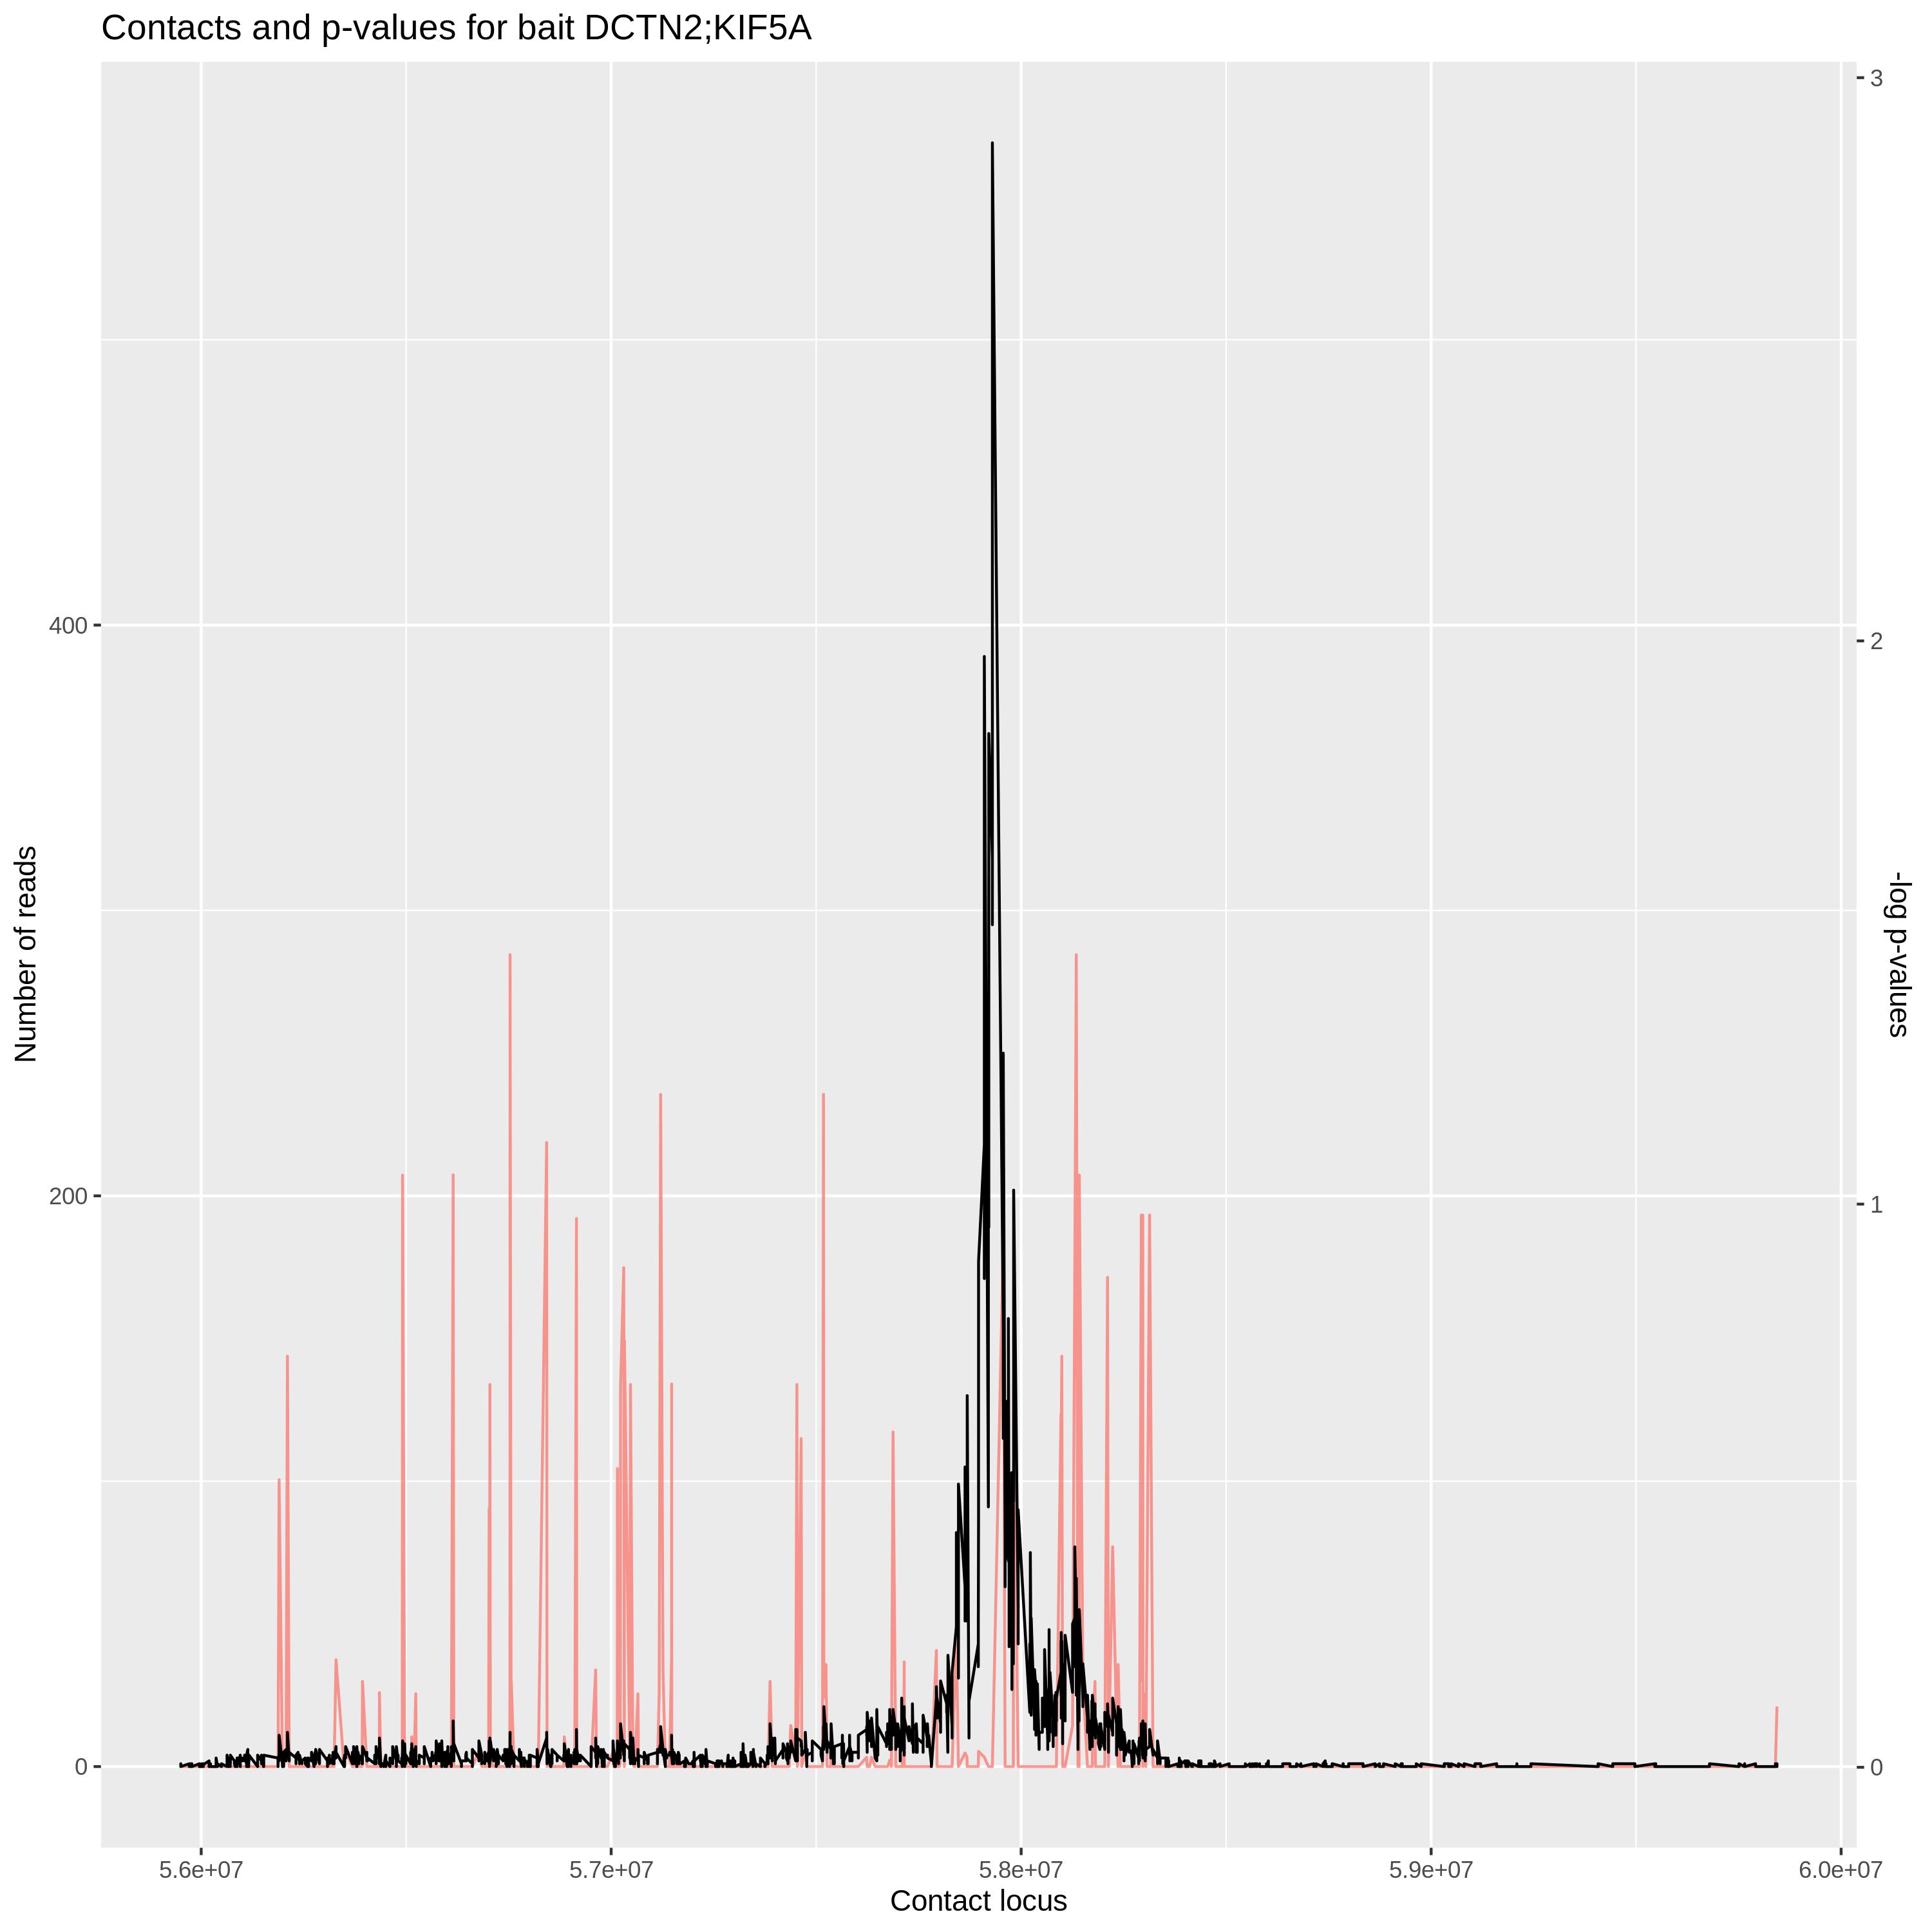 Contacts and p-values for bait DCTN2;KIF5A
3
400
2
Number of reads
-log p-values
200
1
0
0
5.6e+07
5.7e+07
5.8e+07
5.9e+07
6.0e+07
Contact locus